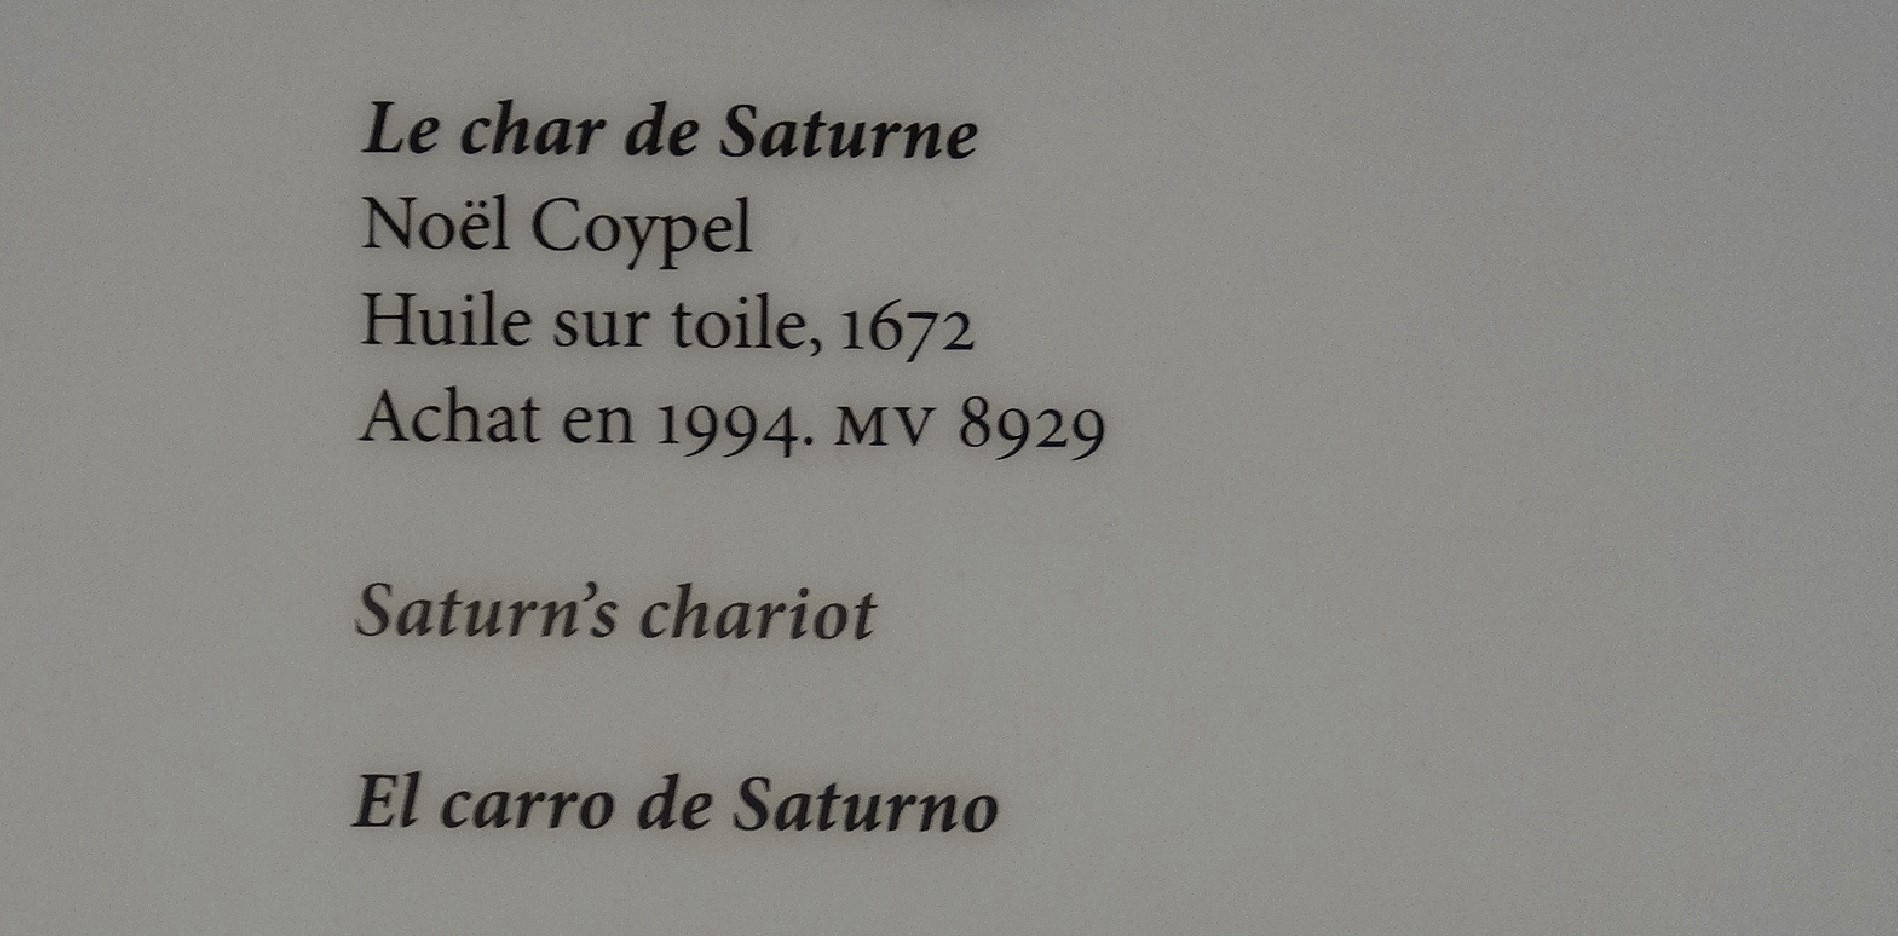 Le char de Saturne
Noël Coypel
Huile sur toile, 1672
Achat en 1994. MV 8929
Saturn’s chariot
El carro de Saturno